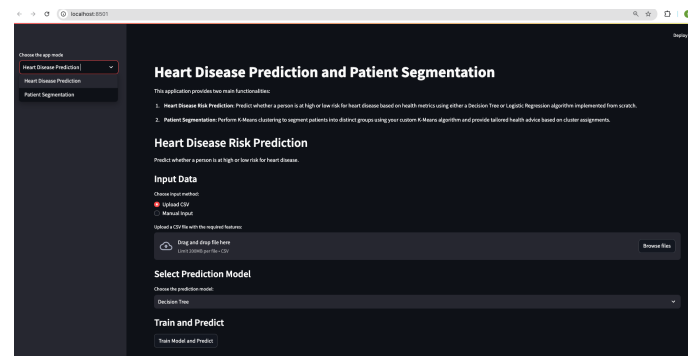 localhost:8501
Deploy
Choose the app mode
Heart Disease Prediction
Heart Disease Prediction
Patient Segmentation
Heart Disease Prediction and Patient Segmentation
This application provides two main functionalities:
1. Heart Disease Risk Prediction: Predict whether a person is at high or low risk for heart disease based on health metrics using either a Decision Tree or Logistic Regression algorithm implemented from scratch.
2. Patient Segmentation: Perform K-Means clustering to segment patients into distinct groups using your custom K-Means algorithm and provide tailored health advice based on cluster assignments.
Heart Disease Risk Prediction
Predict whether a person is at high or low risk for heart disease.
Input Data
Choose input method:
Upload CSV
Manual Input
Upload a CSV file with the required features:
Drag and drop file here
Limit 200MB per file • CSV
Browse files
Select Prediction Model
Choose the prediction model:
Decision Tree
Train and Predict
Train Model and Predict